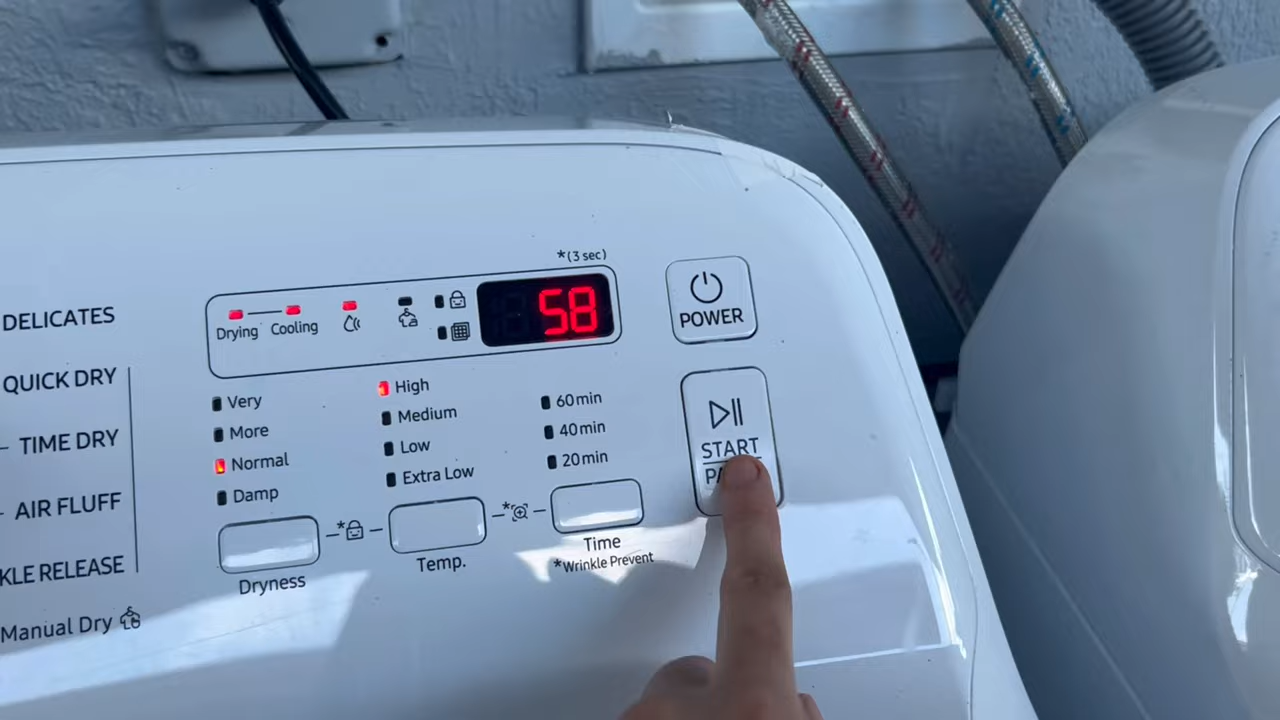 *(3 sec)
58
Drying
Cooling
POWER
DELICATES
QUICK DRY
TIME DRY
AIR FLUFF
KLE RELEASE
Manual Dry
Very
More
Normal
Damp
Dryness
High
Medium
Low
Extra Low
Temp.
60min
40min
20min
Time
*Wrinkle Prevent
START